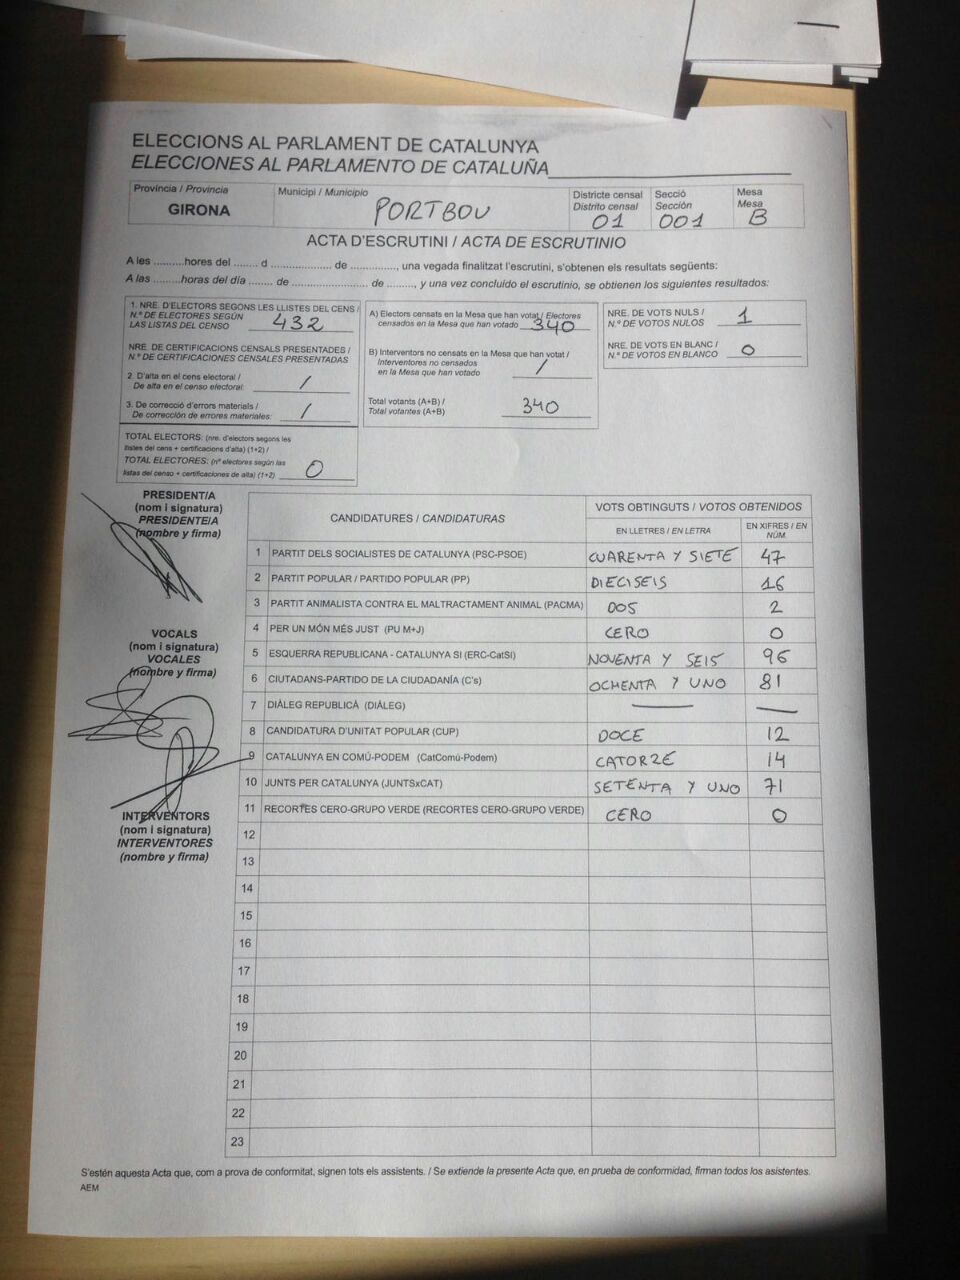 ELECCIONS AL PARLAMENT DE CATALUNYA
ELECCIONES AL PARLAMENTO DE CATALUÑA
Província / Provincia
GIRONA
Municipi / Municipio
PORTBOU
Districte censal
Distrito censal
01
Secció
Sección
001
Mesa
Mesa
B
ACTA D'ESCRUTINI / ACTA DE ESCRUTINIO
A les ..........hores del ....... d .................... de ..............., una vegada finalitzat l'escrutini, s'obtenen els resultats següents:
A las .........horas del día ........ de .......................... de ........., y una vez concluido el escrutinio, se obtienen los siguientes resultados:
1. NRE. D'ELECTORS SEGONS LES LLISTES DEL CENS /
N.º DE ELECTORES SEGÚN
LAS LISTAS DEL CENSO
432
NRE. DE CERTIFICACIONS CENSALS PRESENTADES /
N.º DE CERTIFICACIONES CENSALES PRESENTADAS
2. D'alta en el cens electoral /
De alta en el censo electoral:
/
3. De correcció d'errors materials /
De corrección de errores materiales:
/
TOTAL ELECTORS: (nre. d'electors segons les
llistes del cens + certificacions d'alta) (1+2) /
TOTAL ELECTORES: (nº electores según las
listas del censo + certificaciones de alta) (1+2)
0
A) Electors censats en la Mesa que han votat / Electores
censados en la Mesa que han votado
340
B) Interventors no censats en la Mesa que han votat /
Interventores no censados
en la Mesa que han votado
/
Total votants (A+B) /
Total votantes (A+B)
340
NRE. DE VOTS NULS /
N.º DE VOTOS NULOS
1
NRE. DE VOTS EN BLANC /
N.º DE VOTOS EN BLANCO
0
PRESIDENT/A
(nom i signatura)
PRESIDENTE/A
(nombre y firma)
VOCALS
(nom i signatura)
VOCALES
(nombre y firma)
INTERVENTORS
(nom i signatura)
INTERVENTORES
(nombre y firma)
CANDIDATURES / CANDIDATURAS
VOTS OBTINGUTS / VOTOS OBTENIDOS
EN LLETRES / EN LETRA
EN XIFRES / EN
NÚM.
1 PARTIT DELS SOCIALISTES DE CATALUNYA (PSC-PSOE) CUARENTA Y SIETE 47
2 PARTIT POPULAR / PARTIDO POPULAR (PP) DIECISEIS 16
3 PARTIT ANIMALISTA CONTRA EL MALTRACTAMENT ANIMAL (PACMA) DOS 2
4 PER UN MÓN MÉS JUST (PU M+J) CERO 0
5 ESQUERRA REPUBLICANA - CATALUNYA SI (ERC-CatSí) NOVENTA Y SEIS 96
6 CIUTADANS-PARTIDO DE LA CIUDADANÍA (C's) OCHENTA Y UNO 81
7 DIÀLEG REPUBLICÀ (DIÀLEG) — —
8 CANDIDATURA D'UNITAT POPULAR (CUP) DOCE 12
9 CATALUNYA EN COMÚ-PODEM (CatComú-Podem) CATORZE 14
10 JUNTS PER CATALUNYA (JUNTSxCAT) SETENTA Y UNO 71
11 RECORTES CERO-GRUPO VERDE (RECORTES CERO-GRUPO VERDE) CERO 0
12
13
14
15
16
17
18
19
20
21
22
23
S'estén aquesta Acta que, com a prova de conformitat, signen tots els assistents. / Se extiende la presente Acta que, en prueba de conformidad, firman todos los asistentes.
AEM